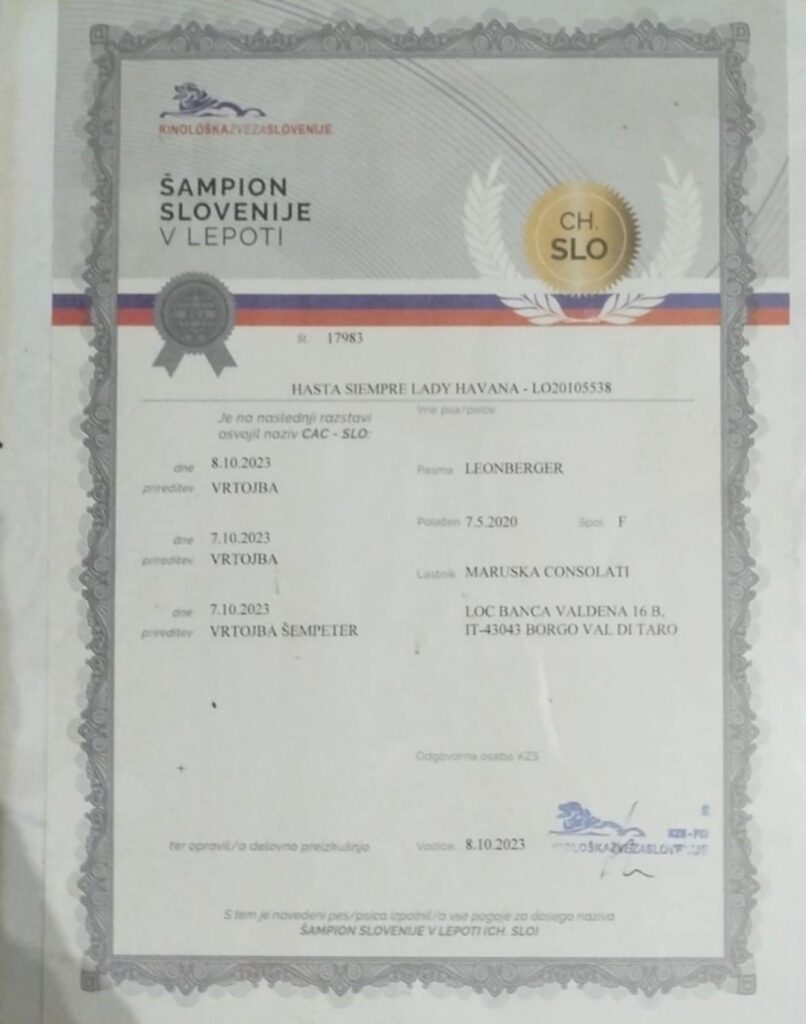 KINOLOŠKAZVEZASLOVENIJE
ŠAMPION
SLOVENIJE
V LEPOTI
CH.
SLO
št. 17983
HASTA SIEMPRE LADY HAVANA - LO20105538
Ime psa/psice
Je na naslednji razstavi
osvojil naziv CAC - SLO:
dne 8.10.2023
prireditev VRTOJBA
dne 7.10.2023
prireditev VRTOJBA
dne 7.10.2023
prireditev VRTOJBA ŠEMPETER
Pasma LEONBERGER
Poležen 7.5.2020 Spol F
Lastnik MARUSKA CONSOLATI
LOC BANCA VALDENA 16 B,
IT-43043 BORGO VAL DI TARO
Odgovorna oseba KZS
ter opravil/a delovno preizkušnjo
Vodice, 8.10.2023
KINOLOŠKAZVEZASLOVENIJE
S tem je navedeni pes/psica izpolnil/a vse pogoje za dosego naziva
ŠAMPION SLOVENIJE V LEPOTI (CH. SLO)